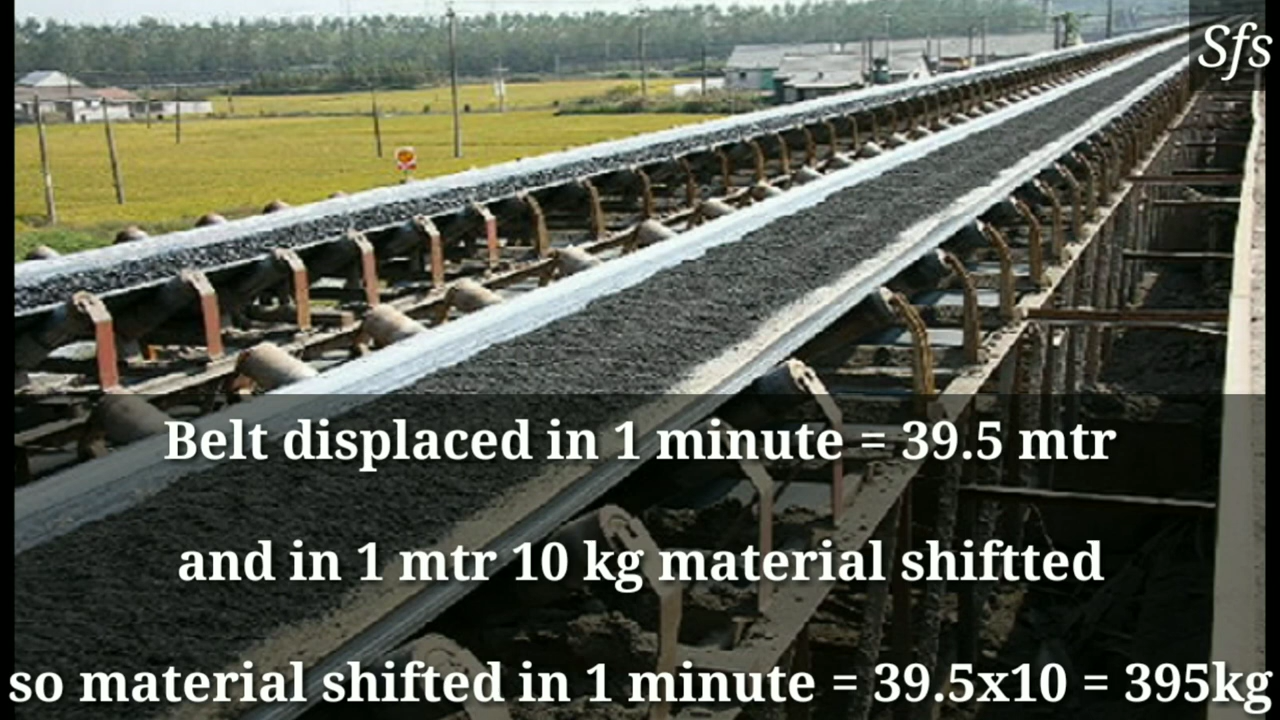 Sfs
Belt displaced in 1 minute = 39.5 mtr
and in 1 mtr 10 kg material shiftted
so material shifted in 1 minute = 39.5x10 = 395kg